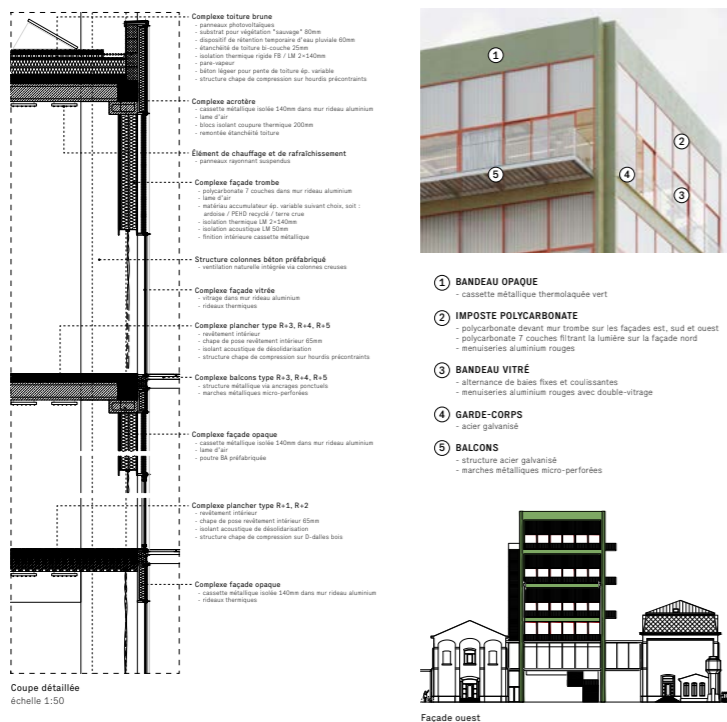 Complexe toiture brune
- panneaux photovoltaïques
- substrat pour végétation "sauvage" 80mm
- dispositif de rétention temporaire d'eau pluviale 60mm
- étanchéité de toiture bi-couche 25mm
- isolation thermique rigide FB / LM 2×140mm
- pare-vapeur
- béton légeer pour pente de toiture ép. variable
- structure chape de compression sur hourdis précontraints
Complexe acrotère
- cassette métallique isolée 140mm dans mur rideau aluminium
- lame d'air
- blocs isolant coupure thermique 200mm
- remontée étanchéité toiture
Élément de chauffage et de rafraîchissement
- panneaux rayonnant suspendus
Complexe façade trombe
- polycarbonate 7 couches dans mur rideau aluminium
- lame d'air
- matériau accumulateur ép. variable suivant choix, soit :
ardoise / PEHD recyclé / terre crue
- isolation thermique LM 2×140mm
- isolation acoustique LM 50mm
- finition intérieure cassette métallique
Structure colonnes béton préfabriqué
- ventilation naturelle intégrée via colonnes creuses
Complexe façade vitrée
- vitrage dans mur rideau aluminium
- rideaux thermiques
Complexe plancher type R+3, R+4, R+5
- revêtement intérieur
- chape de pose revêtement intérieur 65mm
- isolant acoustique de désolidarisation
- structure chape de compression sur hourdis précontraints
Complexe balcons type R+3, R+4, R+5
- structure métallique via ancrages ponctuels
- marches métalliques micro-perforées
Complexe façade opaque
- cassette métallique isolée 140mm dans mur rideau aluminium
- lame d'air
- poutre BA préfabriquée
Complexe plancher type R+1, R+2
- revêtement intérieur
- chape de pose revêtement intérieur 65mm
- isolant acoustique de désolidarisation
- structure chape de compression sur D-dalles bois
Complexe façade opaque
- cassette métallique isolée 140mm dans mur rideau aluminium
- rideaux thermiques
Coupe détaillée
échelle 1:50
1
2
3
4
5
1 BANDEAU OPAQUE
- cassette métallique thermolaquée vert
2 IMPOSTE POLYCARBONATE
- polycarbonate devant mur trombe sur les façades est, sud et ouest
- polycarbonate 7 couches filtrant la lumière sur la façade nord
- menuiseries aluminium rouges
3 BANDEAU VITRÉ
- alternance de baies fixes et coulissantes
- menuiseries aluminium rouges avec double-vitrage
4 GARDE-CORPS
- acier galvanisé
5 BALCONS
- structure acier galvanisé
- marches métalliques micro-perforées
Façade ouest